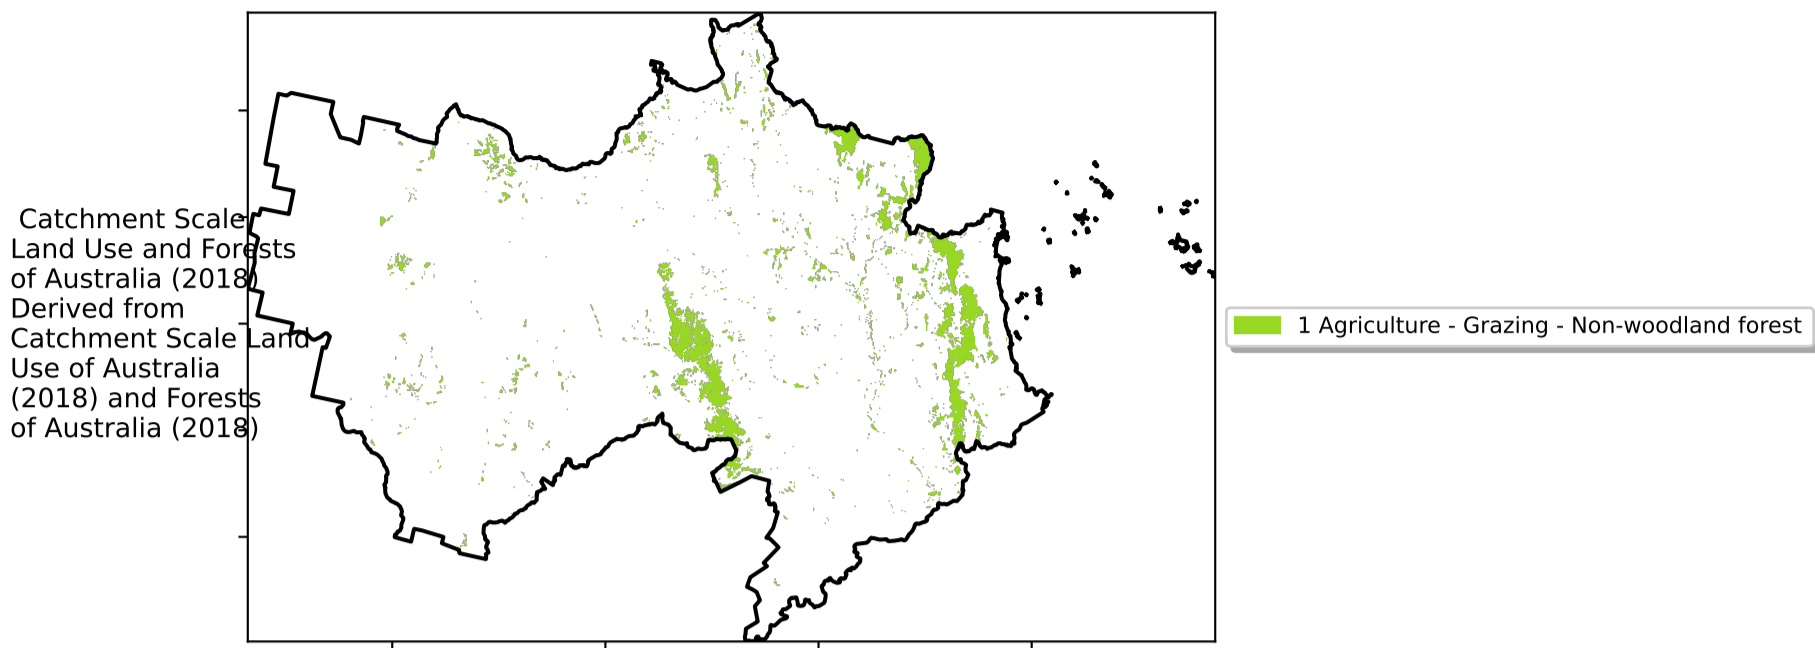 Catchment Scale
Land Use and Forests
of Australia (2018)
Derived from
Catchment Scale Land
Use of Australia
(2018) and Forests
of Australia (2018)
1 Agriculture - Grazing - Non-woodland forest